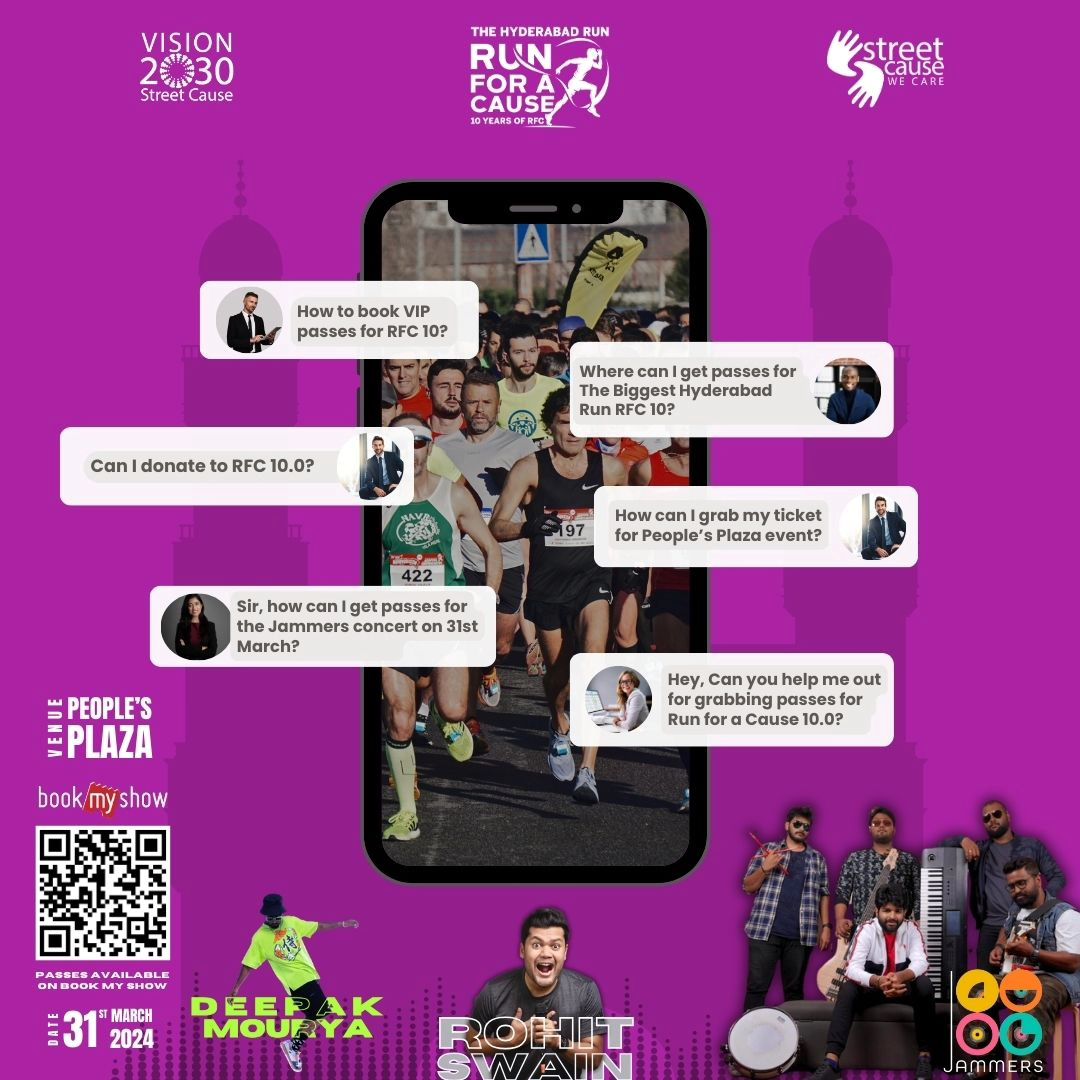 VISION
2030
Street Cause
THE HYDERABAD RUN
RUN
FOR A
CAUSE
10 YEARS OF RFC
street
cause
WE CARE
How to book VIP
passes for RFC 10?
Where can I get passes for
The Biggest Hyderabad
Run RFC 10?
Can I donate to RFC 10.0?
How can I grab my ticket
for People's Plaza event?
197
422
Sir, how can I get passes for
the Jammers concert on 31st
March?
Hey, Can you help me out
for grabbing passes for
Run for a Cause 10.0?
VENUE
PEOPLE'S
PLAZA
book my show
PASSES AVAILABLE
ON BOOK MY SHOW
DATE
31ST MARCH
2024
DEEPAK
MOURYA
ROHIT
SWAIN
JAMMERS